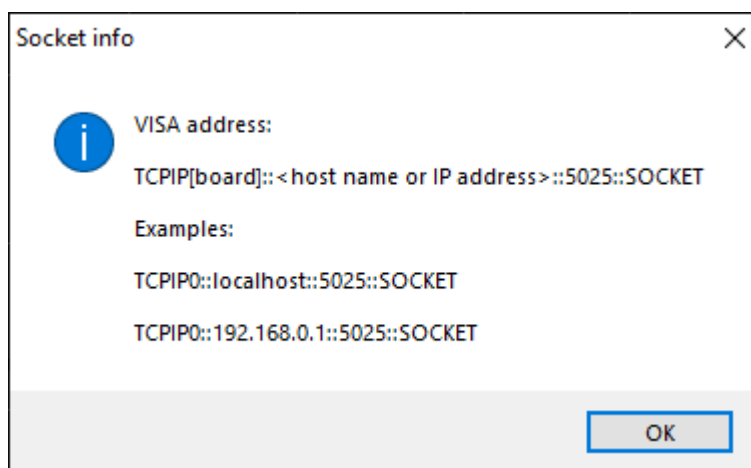 Socket info
VISA address:
TCPIP[board]::<host name or IP address>::5025::SOCKET
Examples:
TCPIP0::localhost::5025::SOCKET
TCPIP0::192.168.0.1::5025::SOCKET
OK